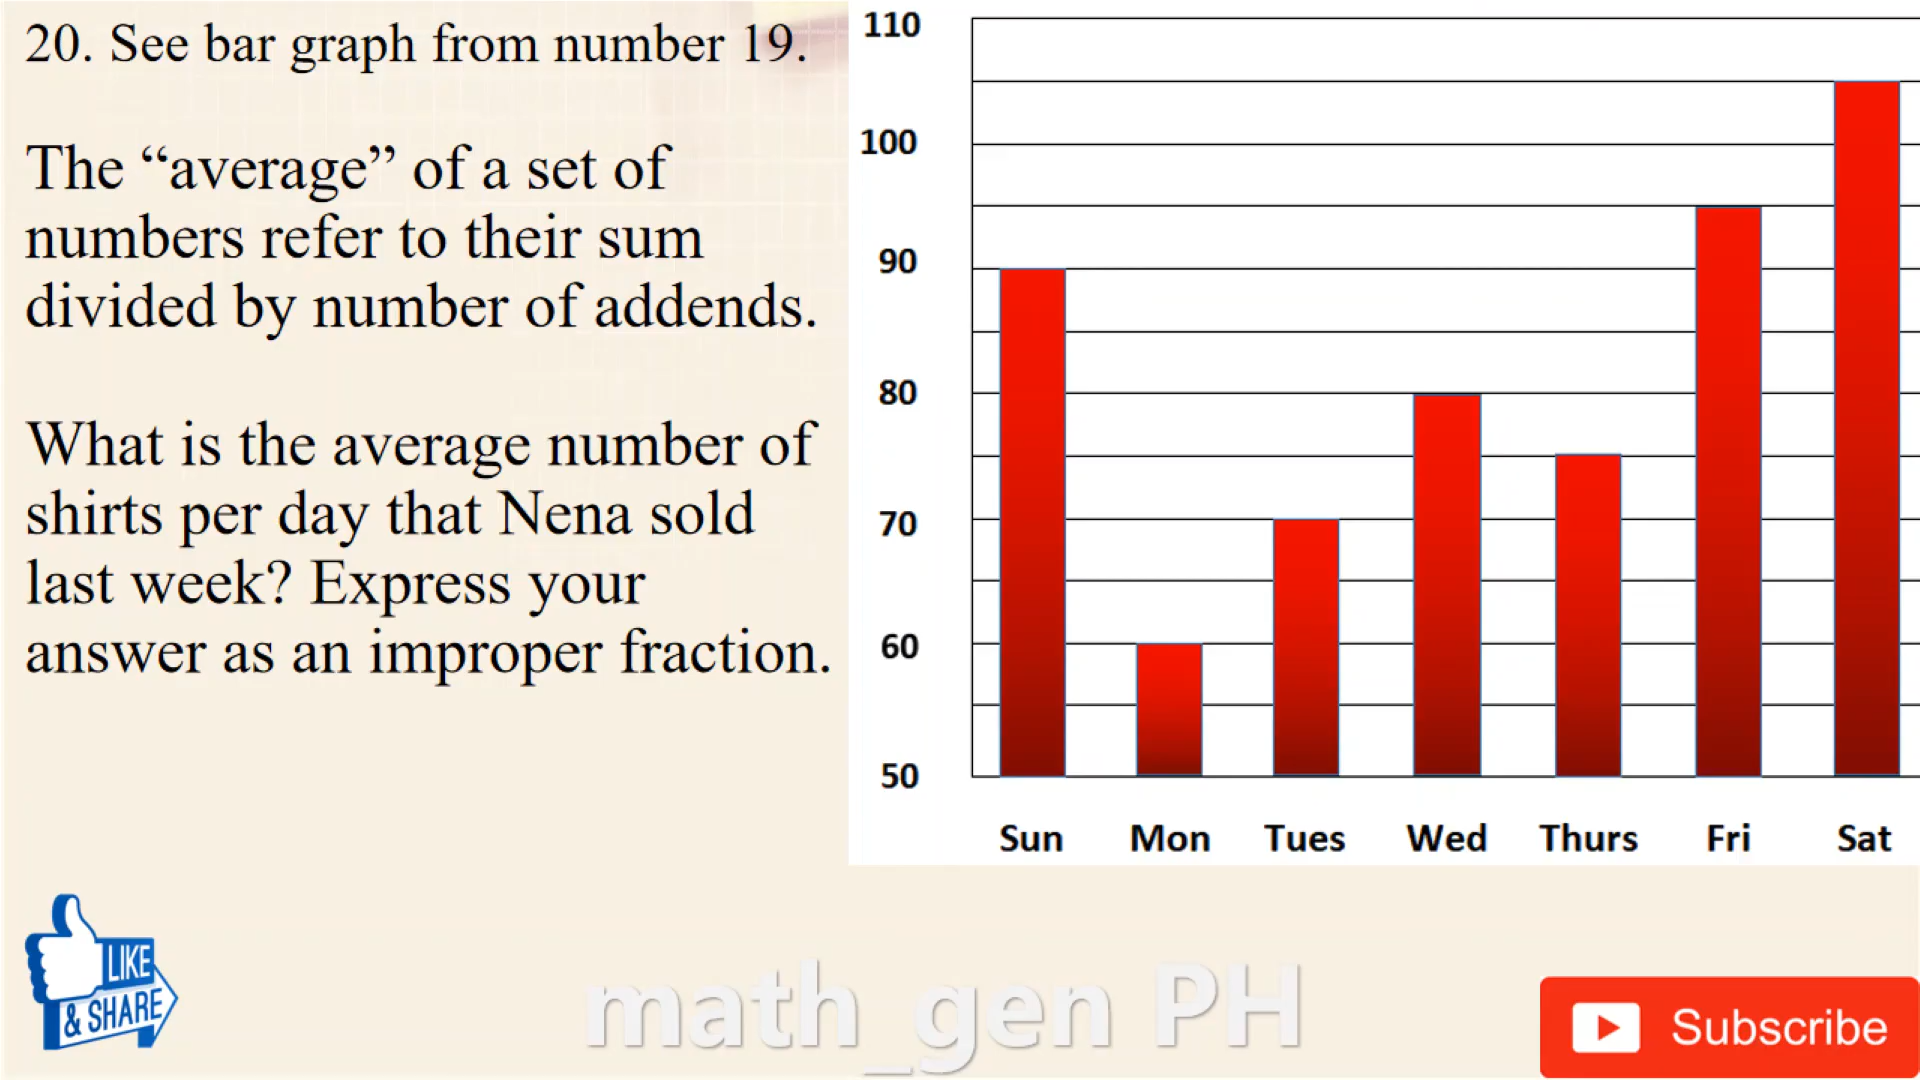 20. See bar graph from number 19.
The “average” of a set of
numbers refer to their sum
divided by number of addends.
What is the average number of
shirts per day that Nena sold
last week? Express your
answer as an improper fraction.
110
100
90
80
70
60
50
Sun Mon Tues Wed Thurs Fri Sat
LIKE
& SHARE
math_gen PH
Subscribe